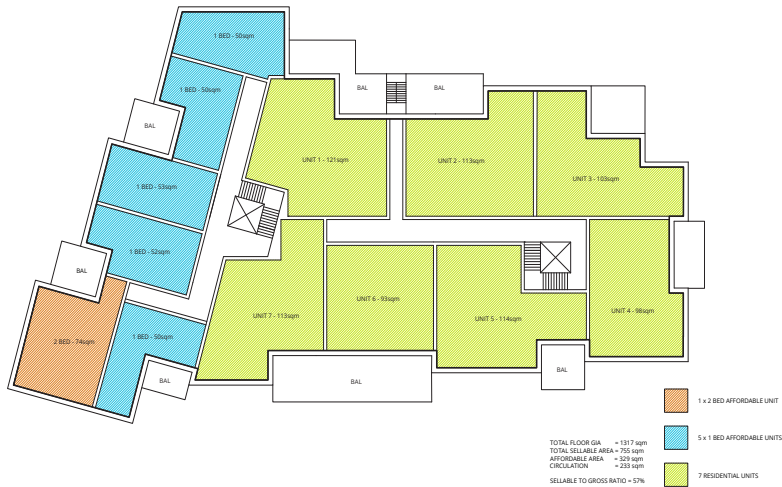 1 BED - 50sqm
1 BED - 50sqm
BAL
BAL
BAL
UNIT 1 - 121sqm
UNIT 2 - 113sqm
UNIT 3 - 103sqm
1 BED - 53sqm
1 BED - 52sqm
BAL
UNIT 6 - 93sqm
UNIT 7 - 113sqm
UNIT 5 - 114sqm
UNIT 4 - 98sqm
1 BED - 50sqm
2 BED - 74sqm
BAL
BAL
BAL
1 x 2 BED AFFORDABLE UNIT
5 x 1 BED AFFORDABLE UNITS
7 RESIDENTIAL UNITS
TOTAL FLOOR GIA = 1317 sqm
TOTAL SELLABLE AREA = 755 sqm
AFFORDABLE AREA = 329 sqm
CIRCULATION = 233 sqm
SELLABLE TO GROSS RATIO = 57%